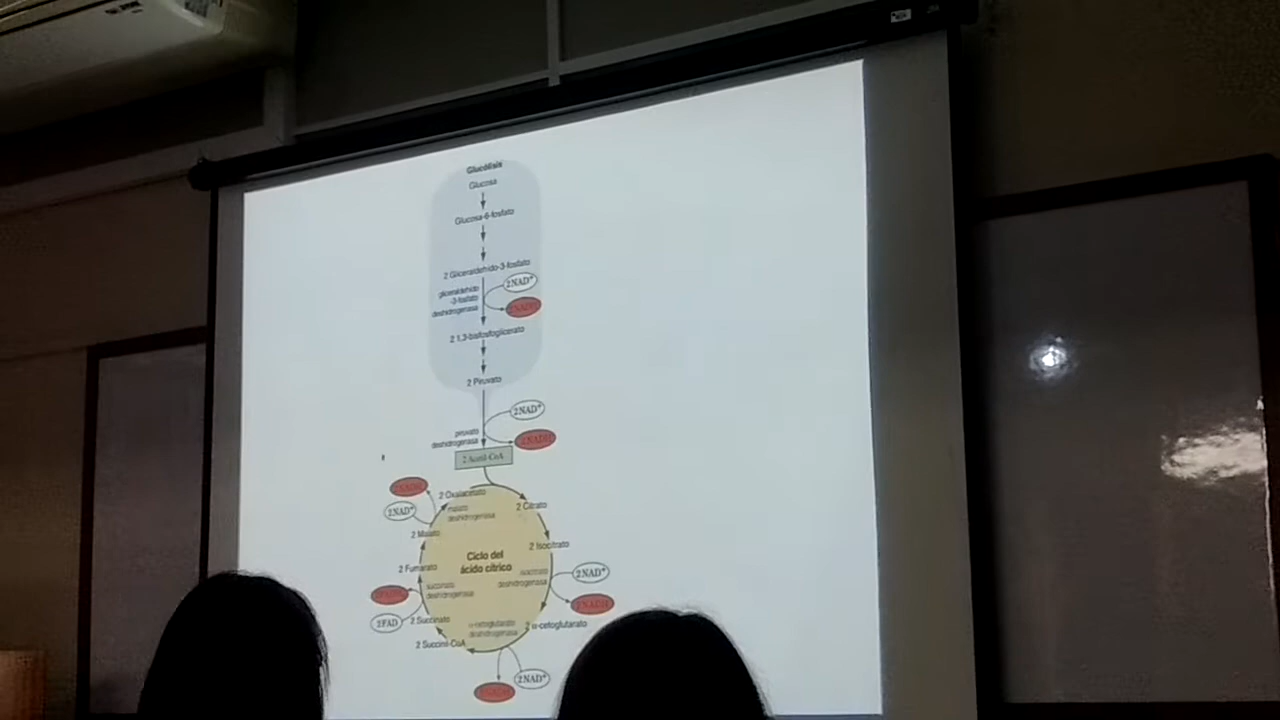 Glucólisis
Glucosa
Glucosa-6-fosfato
2 Gliceraldehído-3-fosfato
gliceraldehído
-3-fosfato
deshidrogenasa
2NAD⁺
2NADH
2 1,3-bisfosfoglicerato
2 Piruvato
2NAD⁺
piruvato
deshidrogenasa
2NADH
2 Acetil-CoA
2NADH
2 Oxalacetato
2 Citrato
2NAD⁺
malato
deshidrogenasa
2 Malato
2 Isocitrato
Ciclo del
ácido cítrico
2 Fumarato
isocitrato
deshidrogenasa
2NAD⁺
succinato
deshidrogenasa
2NADH
2FAD
2 Succinato
α-cetoglutarato
deshidrogenasa
2 α-cetoglutarato
2 Succinil-CoA
2NAD⁺